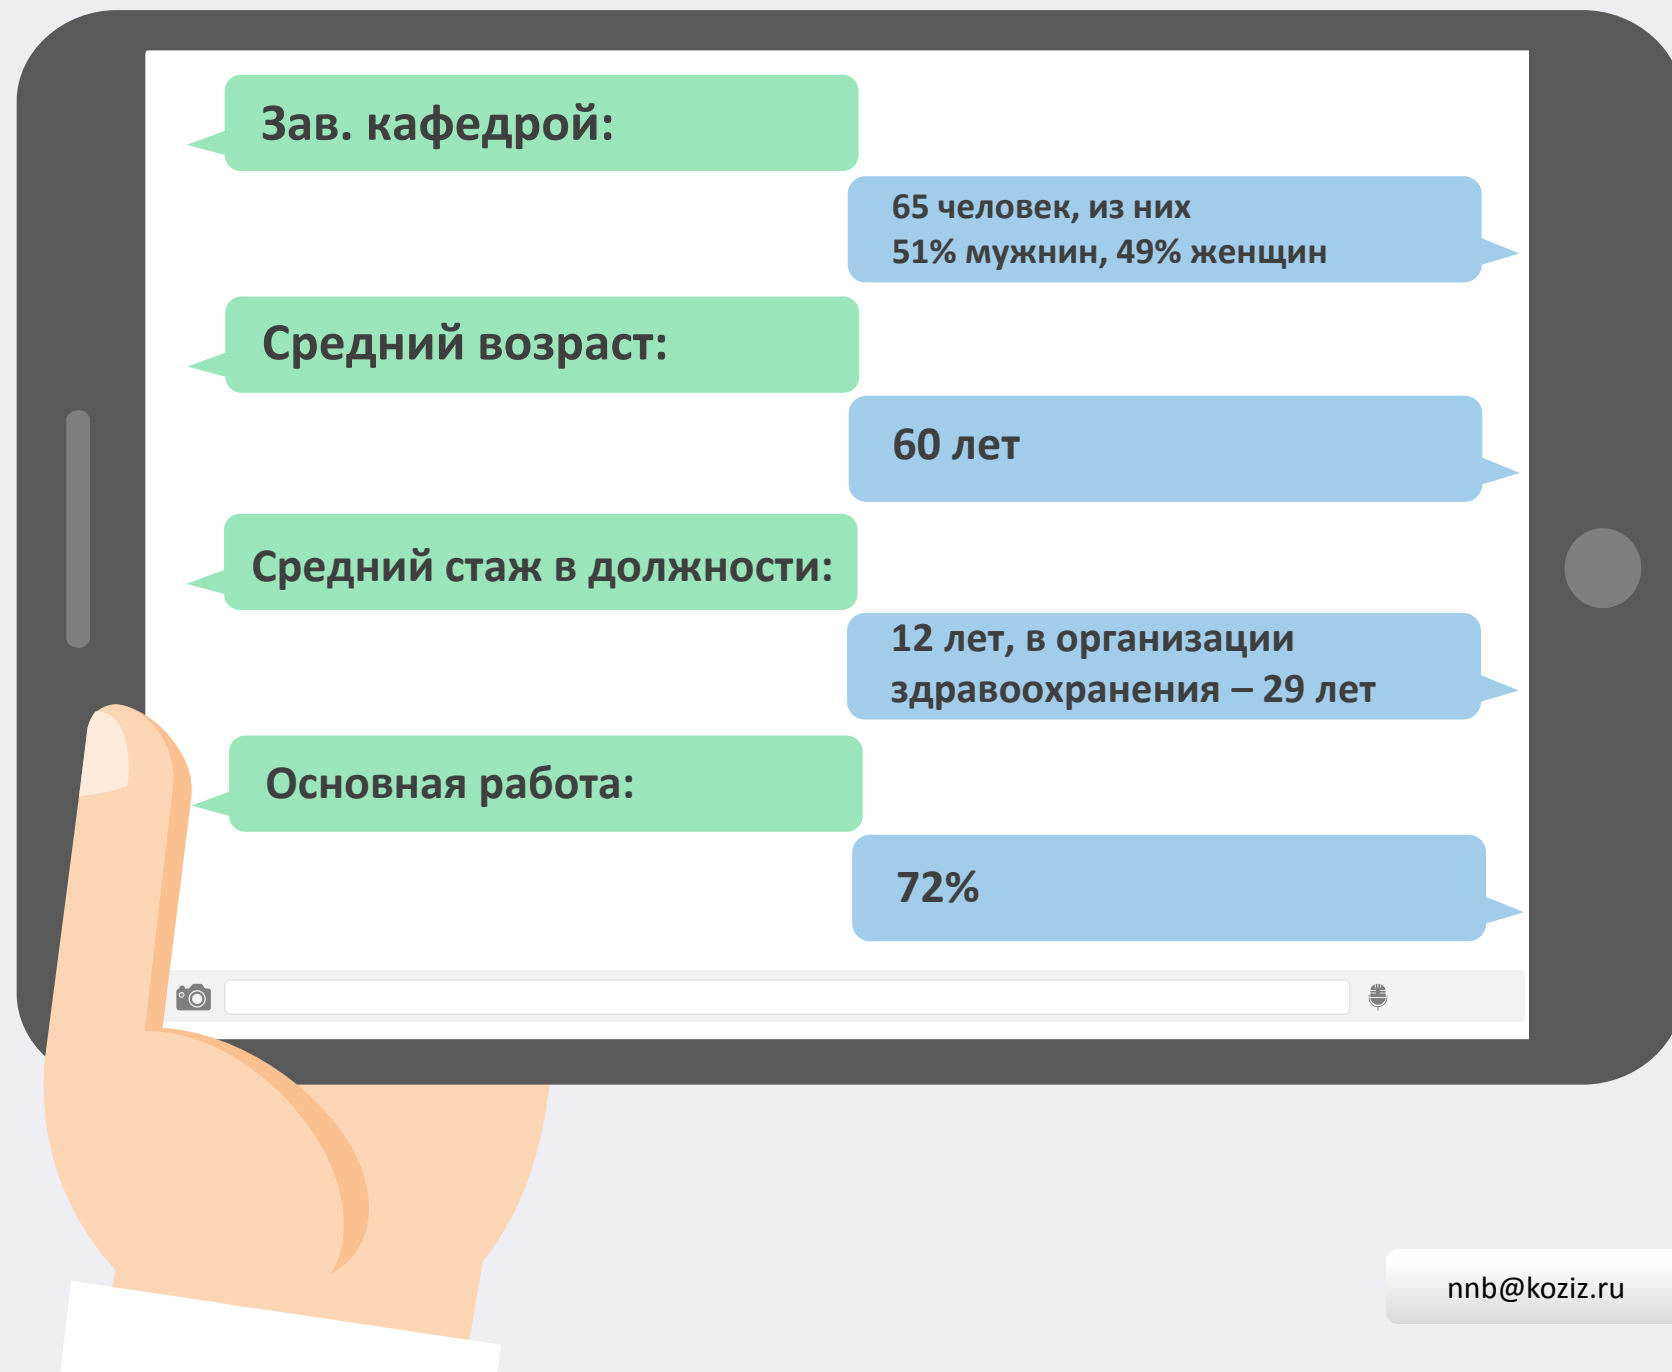 Зав. кафедрой:
65 человек, из них
51% мужнин, 49% женщин
Средний возраст:
60 лет
Средний стаж в должности:
12 лет, в организации
здравоохранения – 29 лет
Основная работа:
72%
nnb@koziz.ru